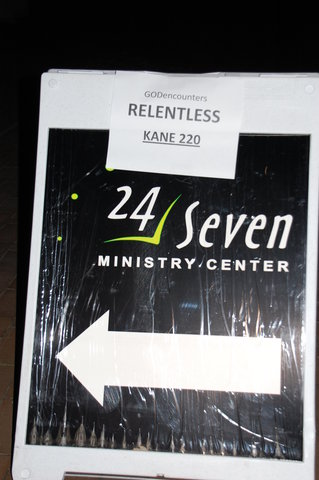 GODencounters
RELENTLESS
KANE 220
24 Seven
MINISTRY CENTER